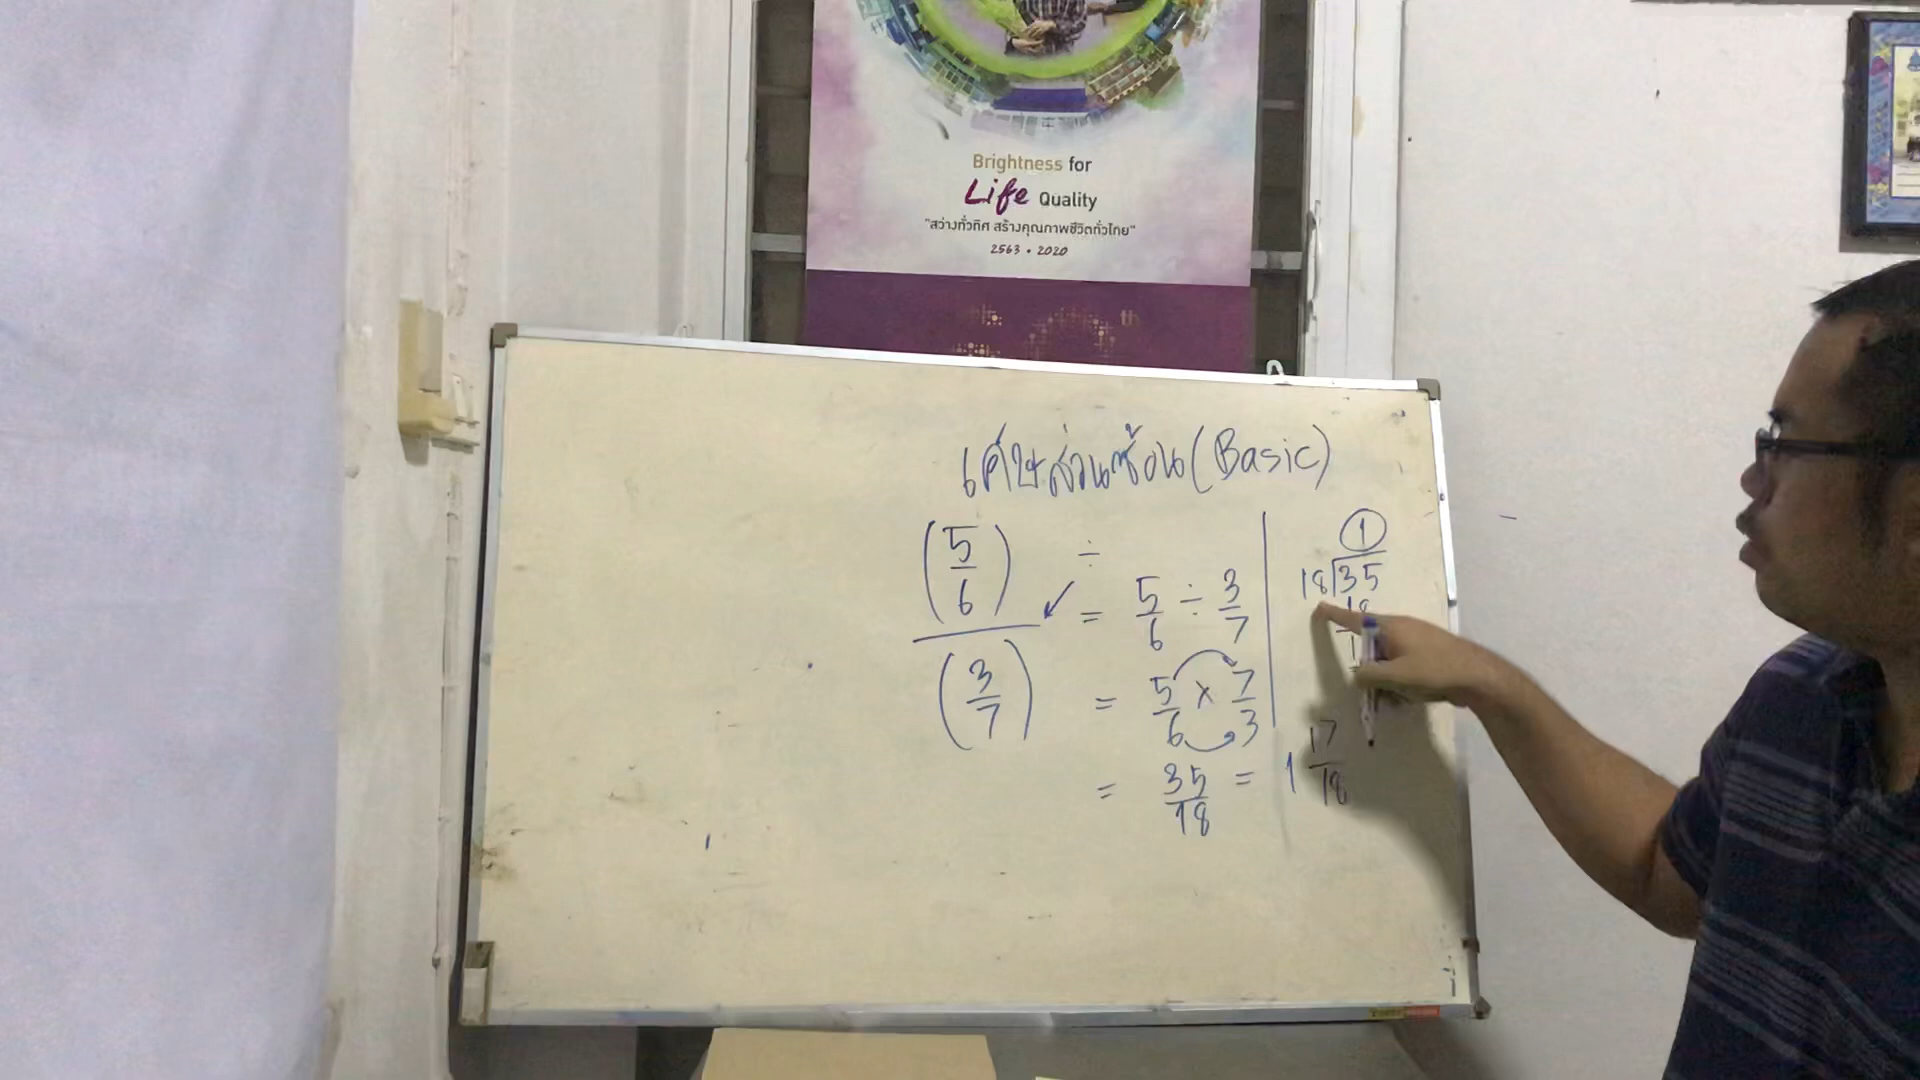 Brightness for
Life Quality
"สว่างทั่วทิศ สร้างคุณภาพชีวิตทั่วไทย"
2563 • 2020
th
เศษส่วนซ้อน (Basic)
(5/6) / (3/7)
÷
= 5/6 ÷ 3/7
= 5/6 × 7/3
= 35/18 = 1 17/18
1
18 35
18
1